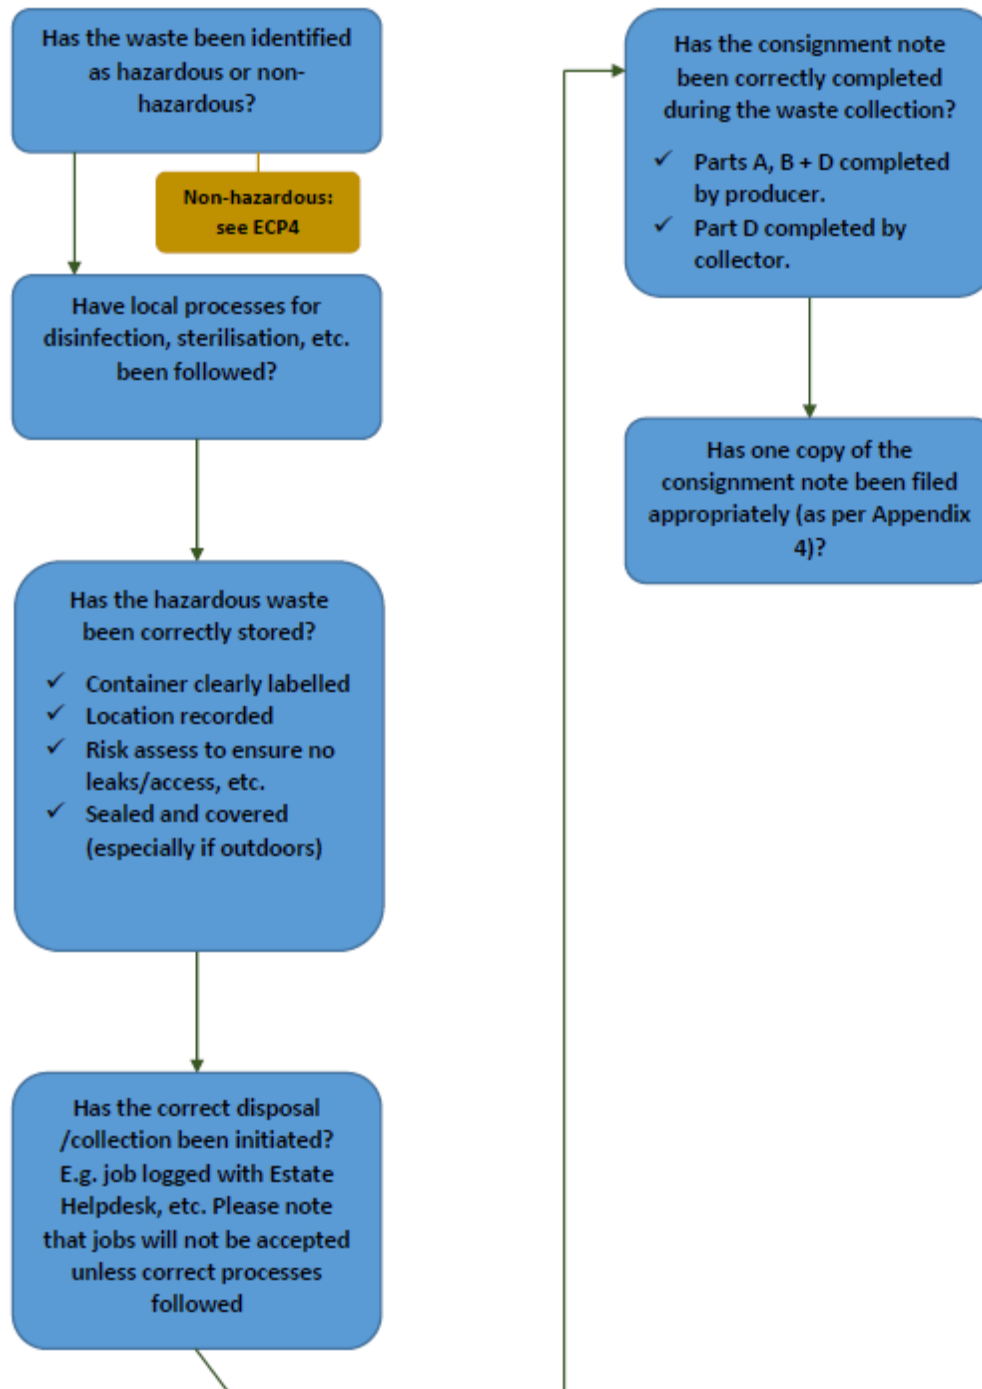 Has the waste been identified
as hazardous or non-
hazardous?
Non-hazardous:
see ECP4
Have local processes for
disinfection, sterilisation, etc.
been followed?
Has the hazardous waste
been correctly stored?
✓ Container clearly labelled
✓ Location recorded
✓ Risk assess to ensure no
leaks/access, etc.
✓ Sealed and covered
(especially if outdoors)
Has the correct disposal
/collection been initiated?
E.g. job logged with Estate
Helpdesk, etc. Please note
that jobs will not be accepted
unless correct processes
followed
Has the consignment note
been correctly completed
during the waste collection?
✓ Parts A, B + D completed
by producer.
✓ Part D completed by
collector.
Has one copy of the
consignment note been filed
appropriately (as per Appendix
4)?